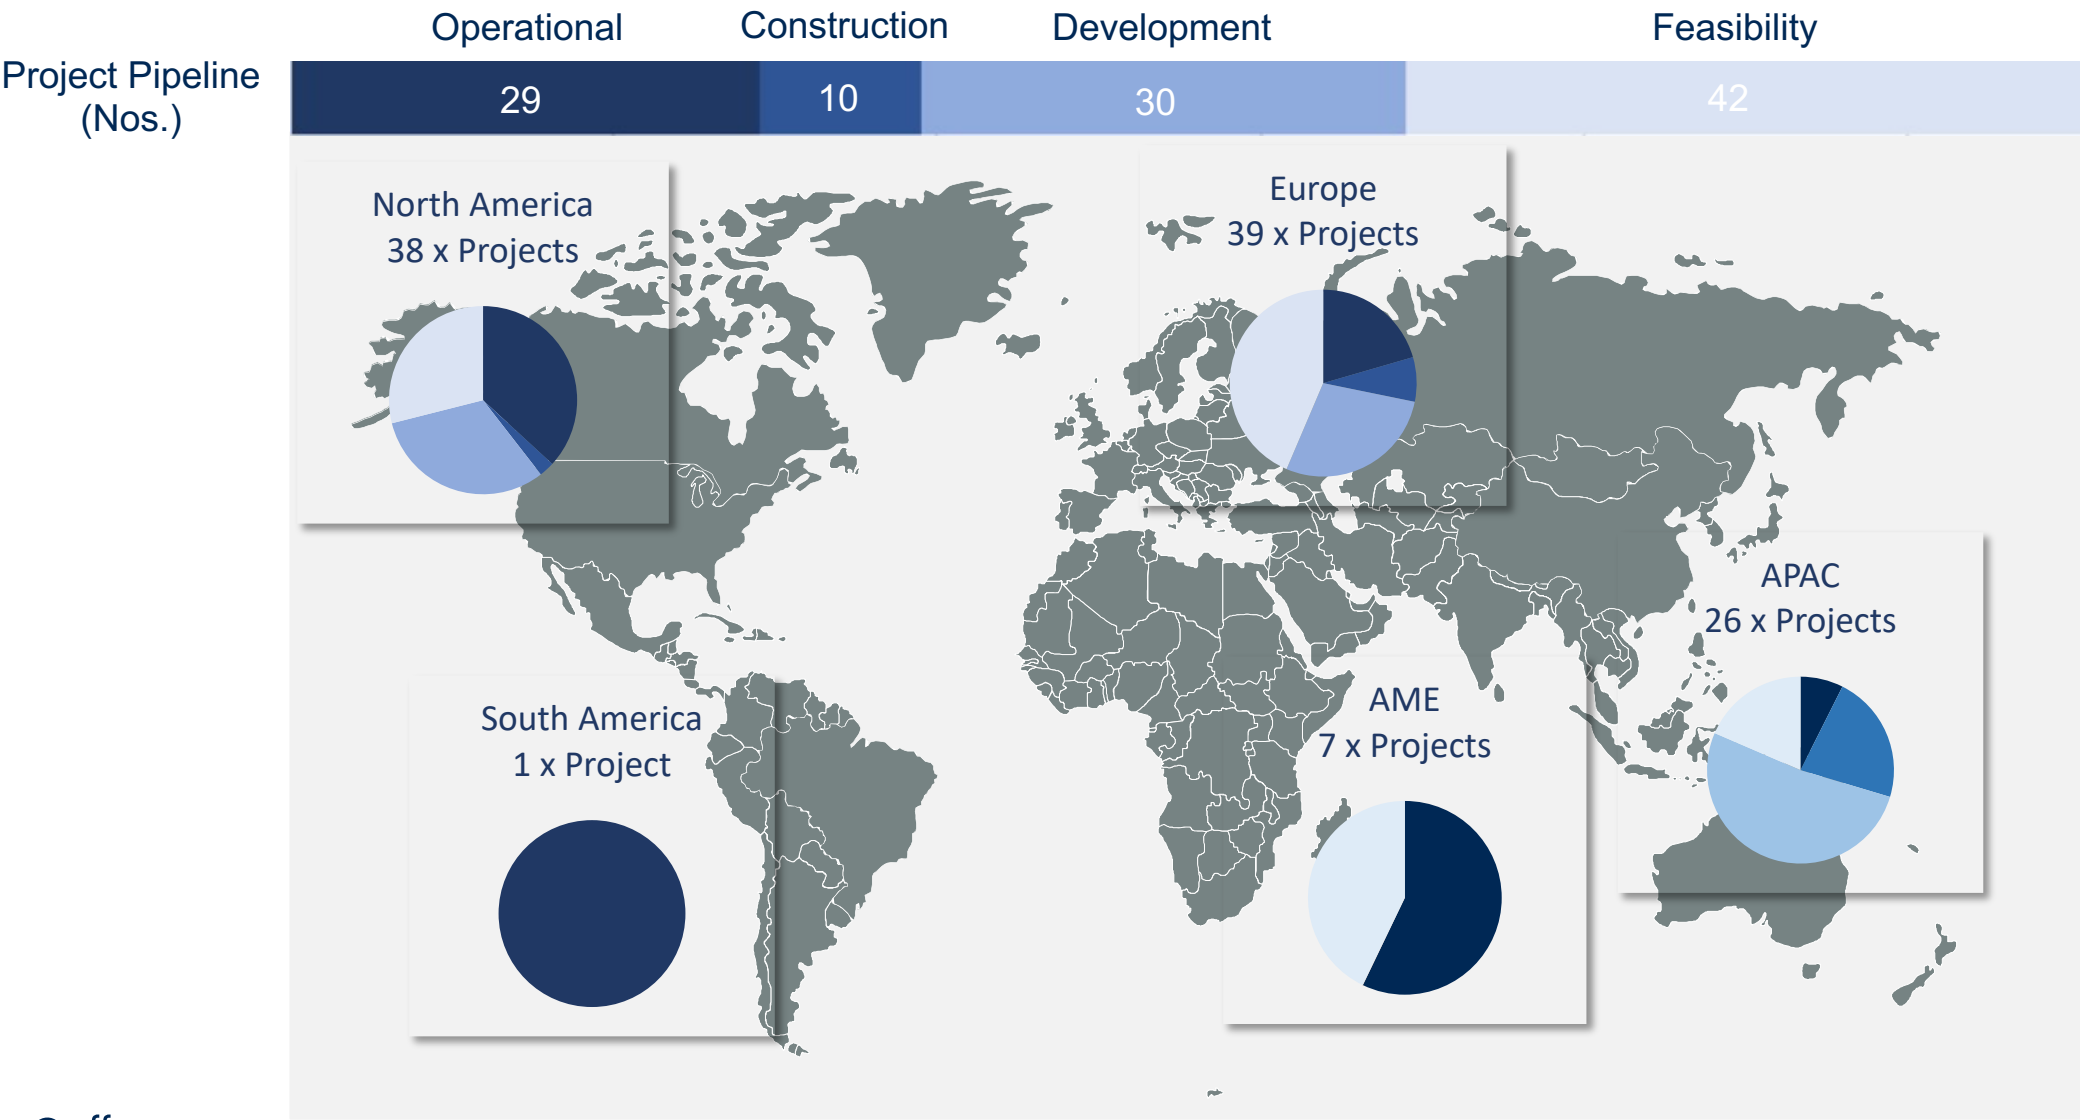 Operational
Construction
Development
Feasibility
Project Pipeline
(Nos.)
29
10
30
42
North America
38 x Projects
Europe
39 x Projects
APAC
26 x Projects
South America
1 x Project
AME
7 x Projects